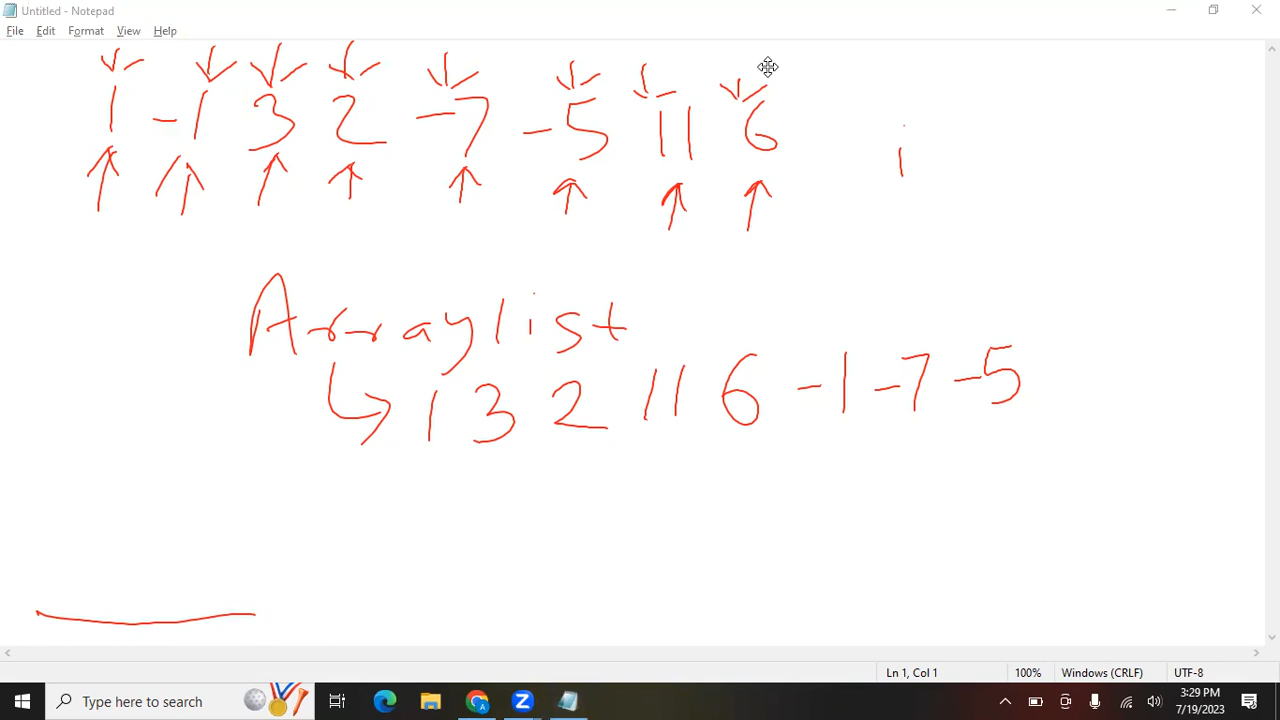 Untitled - Notepad
File Edit Format View Help
1 -1 3 2 -7 -5 11 6
i
Arraylist
1 3 2 11 6 -1 -7 -5
Ln 1, Col 1 100% Windows (CRLF) UTF-8
Type here to search
3:29 PM
7/19/2023